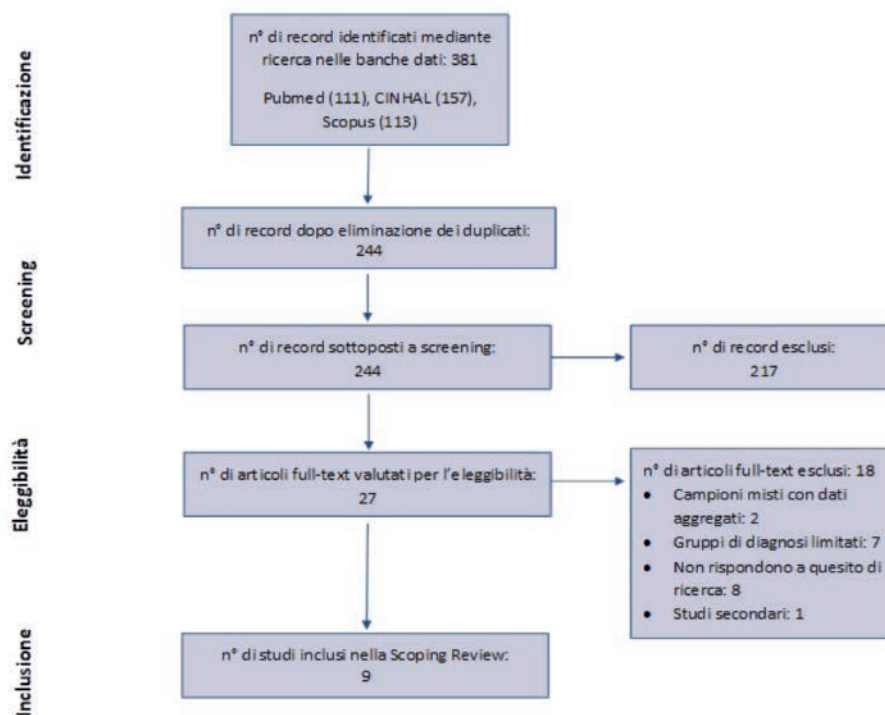 Identificazione
n° di record identificati mediante
ricerca nelle banche dati: 381
Pubmed (111), CINHAL (157),
Scopus (113)
Screening
n° di record dopo eliminazione dei duplicati:
244
n° di record sottoposti a screening:
244
n° di record esclusi:
217
Eleggibilità
n° di articoli full-text valutati per l'eleggibilità:
27
n° di articoli full-text esclusi: 18
• Campioni misti con dati
aggregati: 2
• Gruppi di diagnosi limitati: 7
• Non rispondono a quesito di
ricerca: 8
• Studi secondari: 1
Inclusione
n° di studi inclusi nella Scoping Review:
9